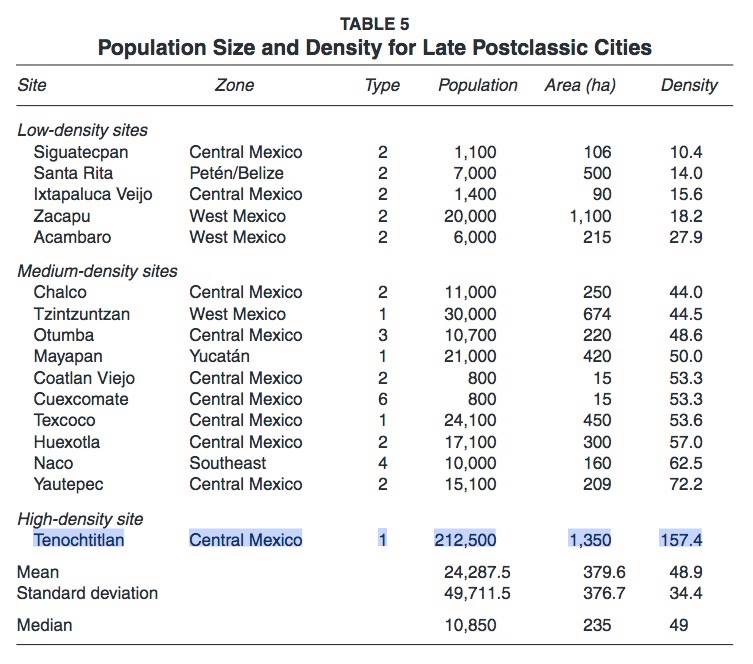 TABLE 5
Population Size and Density for Late Postclassic Cities
Site Zone Type Population Area (ha) Density
Low-density sites
Siguatecpan Central Mexico 2 1,100 106 10.4
Santa Rita Petén/Belize 2 7,000 500 14.0
Ixtapaluca Veijo Central Mexico 2 1,400 90 15.6
Zacapu West Mexico 2 20,000 1,100 18.2
Acambaro West Mexico 2 6,000 215 27.9
Medium-density sites
Chalco Central Mexico 2 11,000 250 44.0
Tzintzuntzan West Mexico 1 30,000 674 44.5
Otumba Central Mexico 3 10,700 220 48.6
Mayapan Yucatán 1 21,000 420 50.0
Coatlan Viejo Central Mexico 2 800 15 53.3
Cuexcomate Central Mexico 6 800 15 53.3
Texcoco Central Mexico 1 24,100 450 53.6
Huexotla Central Mexico 2 17,100 300 57.0
Naco Southeast 4 10,000 160 62.5
Yautepec Central Mexico 2 15,100 209 72.2
High-density site
Tenochtitlan Central Mexico 1 212,500 1,350 157.4
Mean 24,287.5 379.6 48.9
Standard deviation 49,711.5 376.7 34.4
Median 10,850 235 49